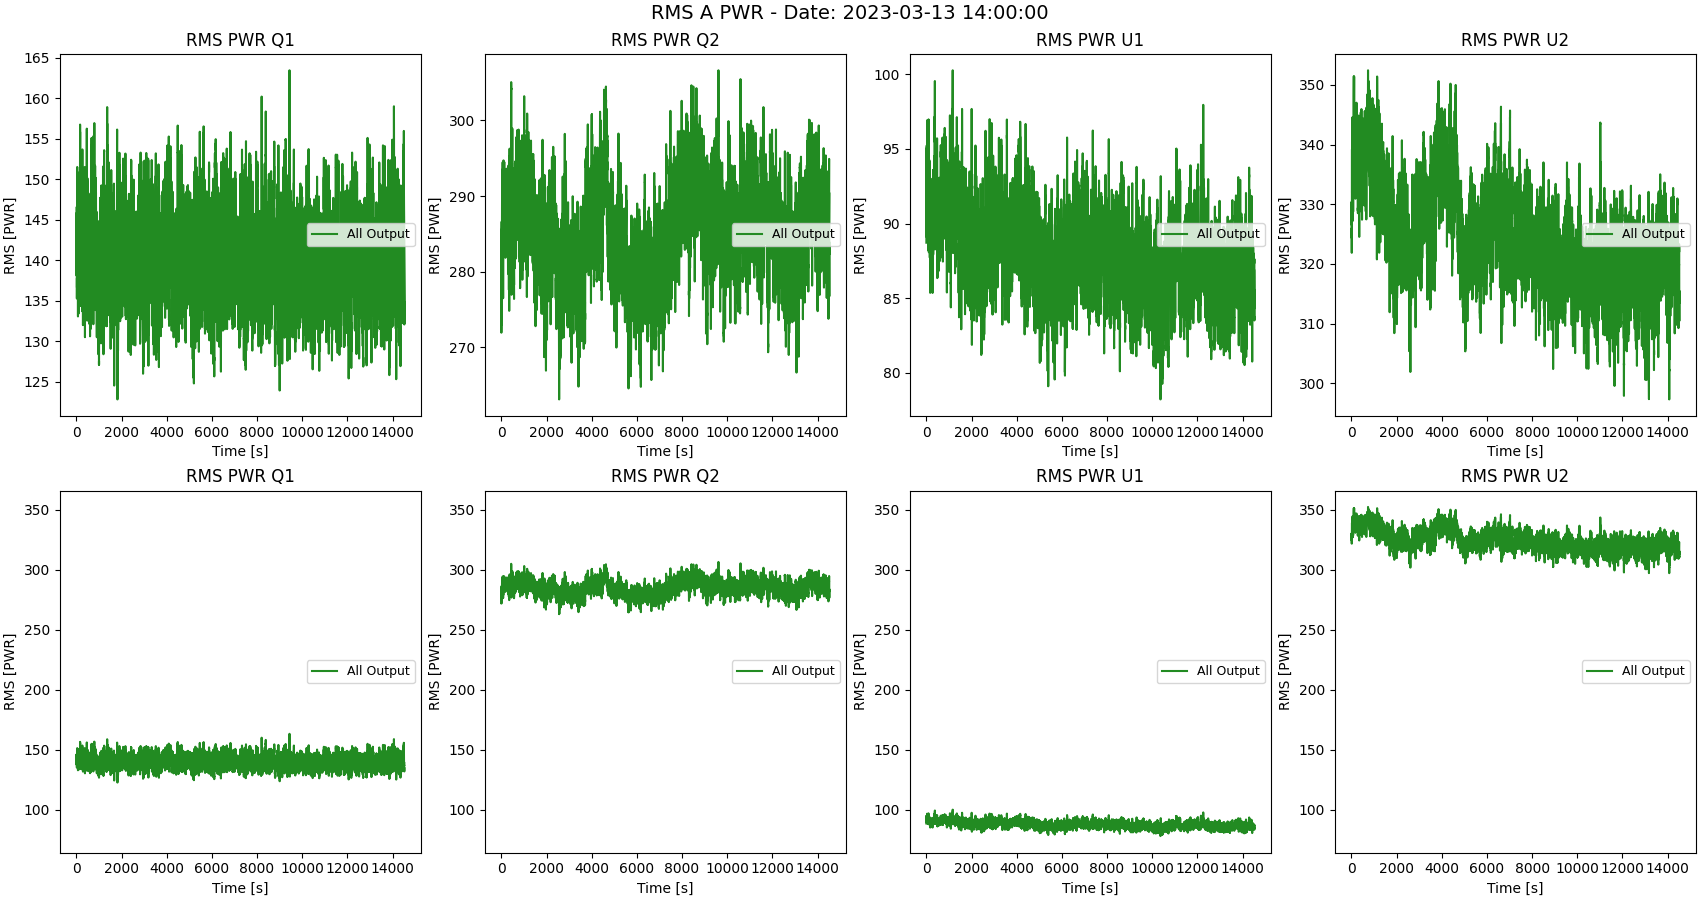 RMS A PWR - Date: 2023-03-13 14:00:00
RMS PWR Q1
RMS [PWR]
165
160
155
150
145
140
135
130
125
All Output
0 2000 4000 6000 8000 10000 12000 14000
Time [s]
RMS PWR Q2
RMS [PWR]
300
290
280
270
All Output
0 2000 4000 6000 8000 10000 12000 14000
Time [s]
RMS PWR U1
RMS [PWR]
100
95
90
85
80
All Output
0 2000 4000 6000 8000 10000 12000 14000
Time [s]
RMS PWR U2
RMS [PWR]
350
340
330
320
310
300
All Output
0 2000 4000 6000 8000 10000 12000 14000
Time [s]
RMS PWR Q1
RMS [PWR]
350
300
250
200
150
100
All Output
0 2000 4000 6000 8000 10000 12000 14000
Time [s]
RMS PWR Q2
RMS [PWR]
350
300
250
200
150
100
All Output
0 2000 4000 6000 8000 10000 12000 14000
Time [s]
RMS PWR U1
RMS [PWR]
350
300
250
200
150
100
All Output
0 2000 4000 6000 8000 10000 12000 14000
Time [s]
RMS PWR U2
RMS [PWR]
350
300
250
200
150
100
All Output
0 2000 4000 6000 8000 10000 12000 14000
Time [s]